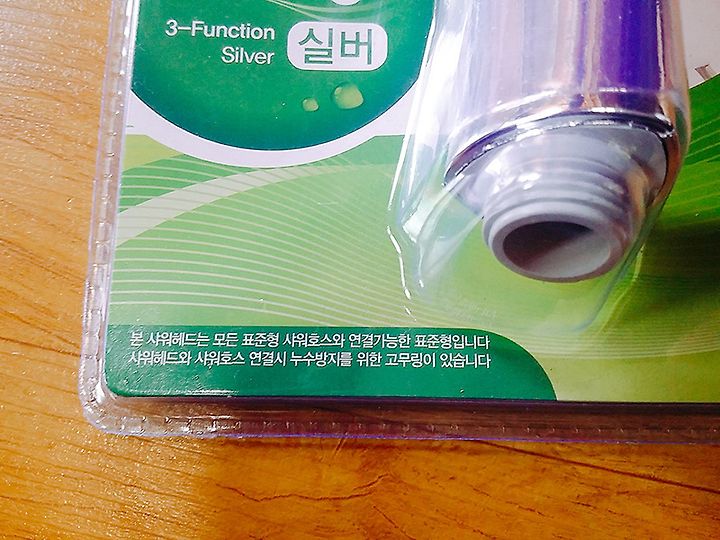 3-Function
Silver 실버
본 샤워헤드는 모든 표준형 샤워호스와 연결가능한 표준형입니다
샤워헤드와 샤워호스 연결시 누수방지를 위한 고무링이 있습니다